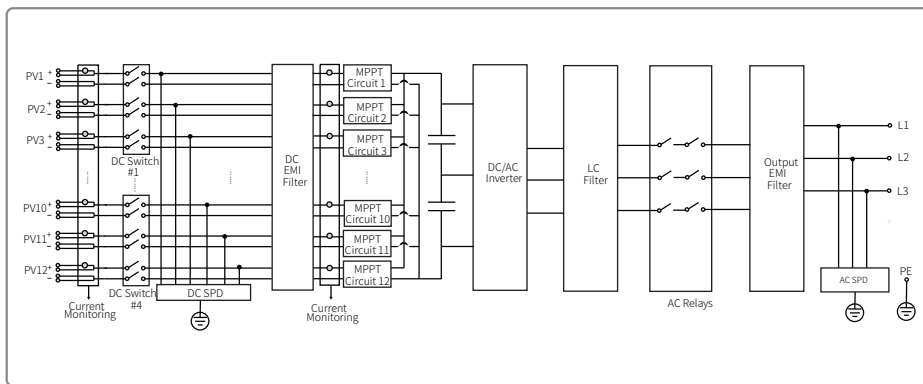 PV1 + −
PV2 + −
PV3 + −
PV10 + −
PV11 + −
PV12 + −
Current
Monitoring
DC Switch
#1
DC Switch
#4
DC SPD
DC
EMI
Filter
Current
Monitoring
MPPT
Circuit 1
MPPT
Circuit 2
MPPT
Circuit 3
MPPT
Circuit 10
MPPT
Circuit 11
MPPT
Circuit 12
DC/AC
Inverter
LC
Filter
AC Relays
Output
EMI
Filter
L1
L2
L3
AC SPD
PE